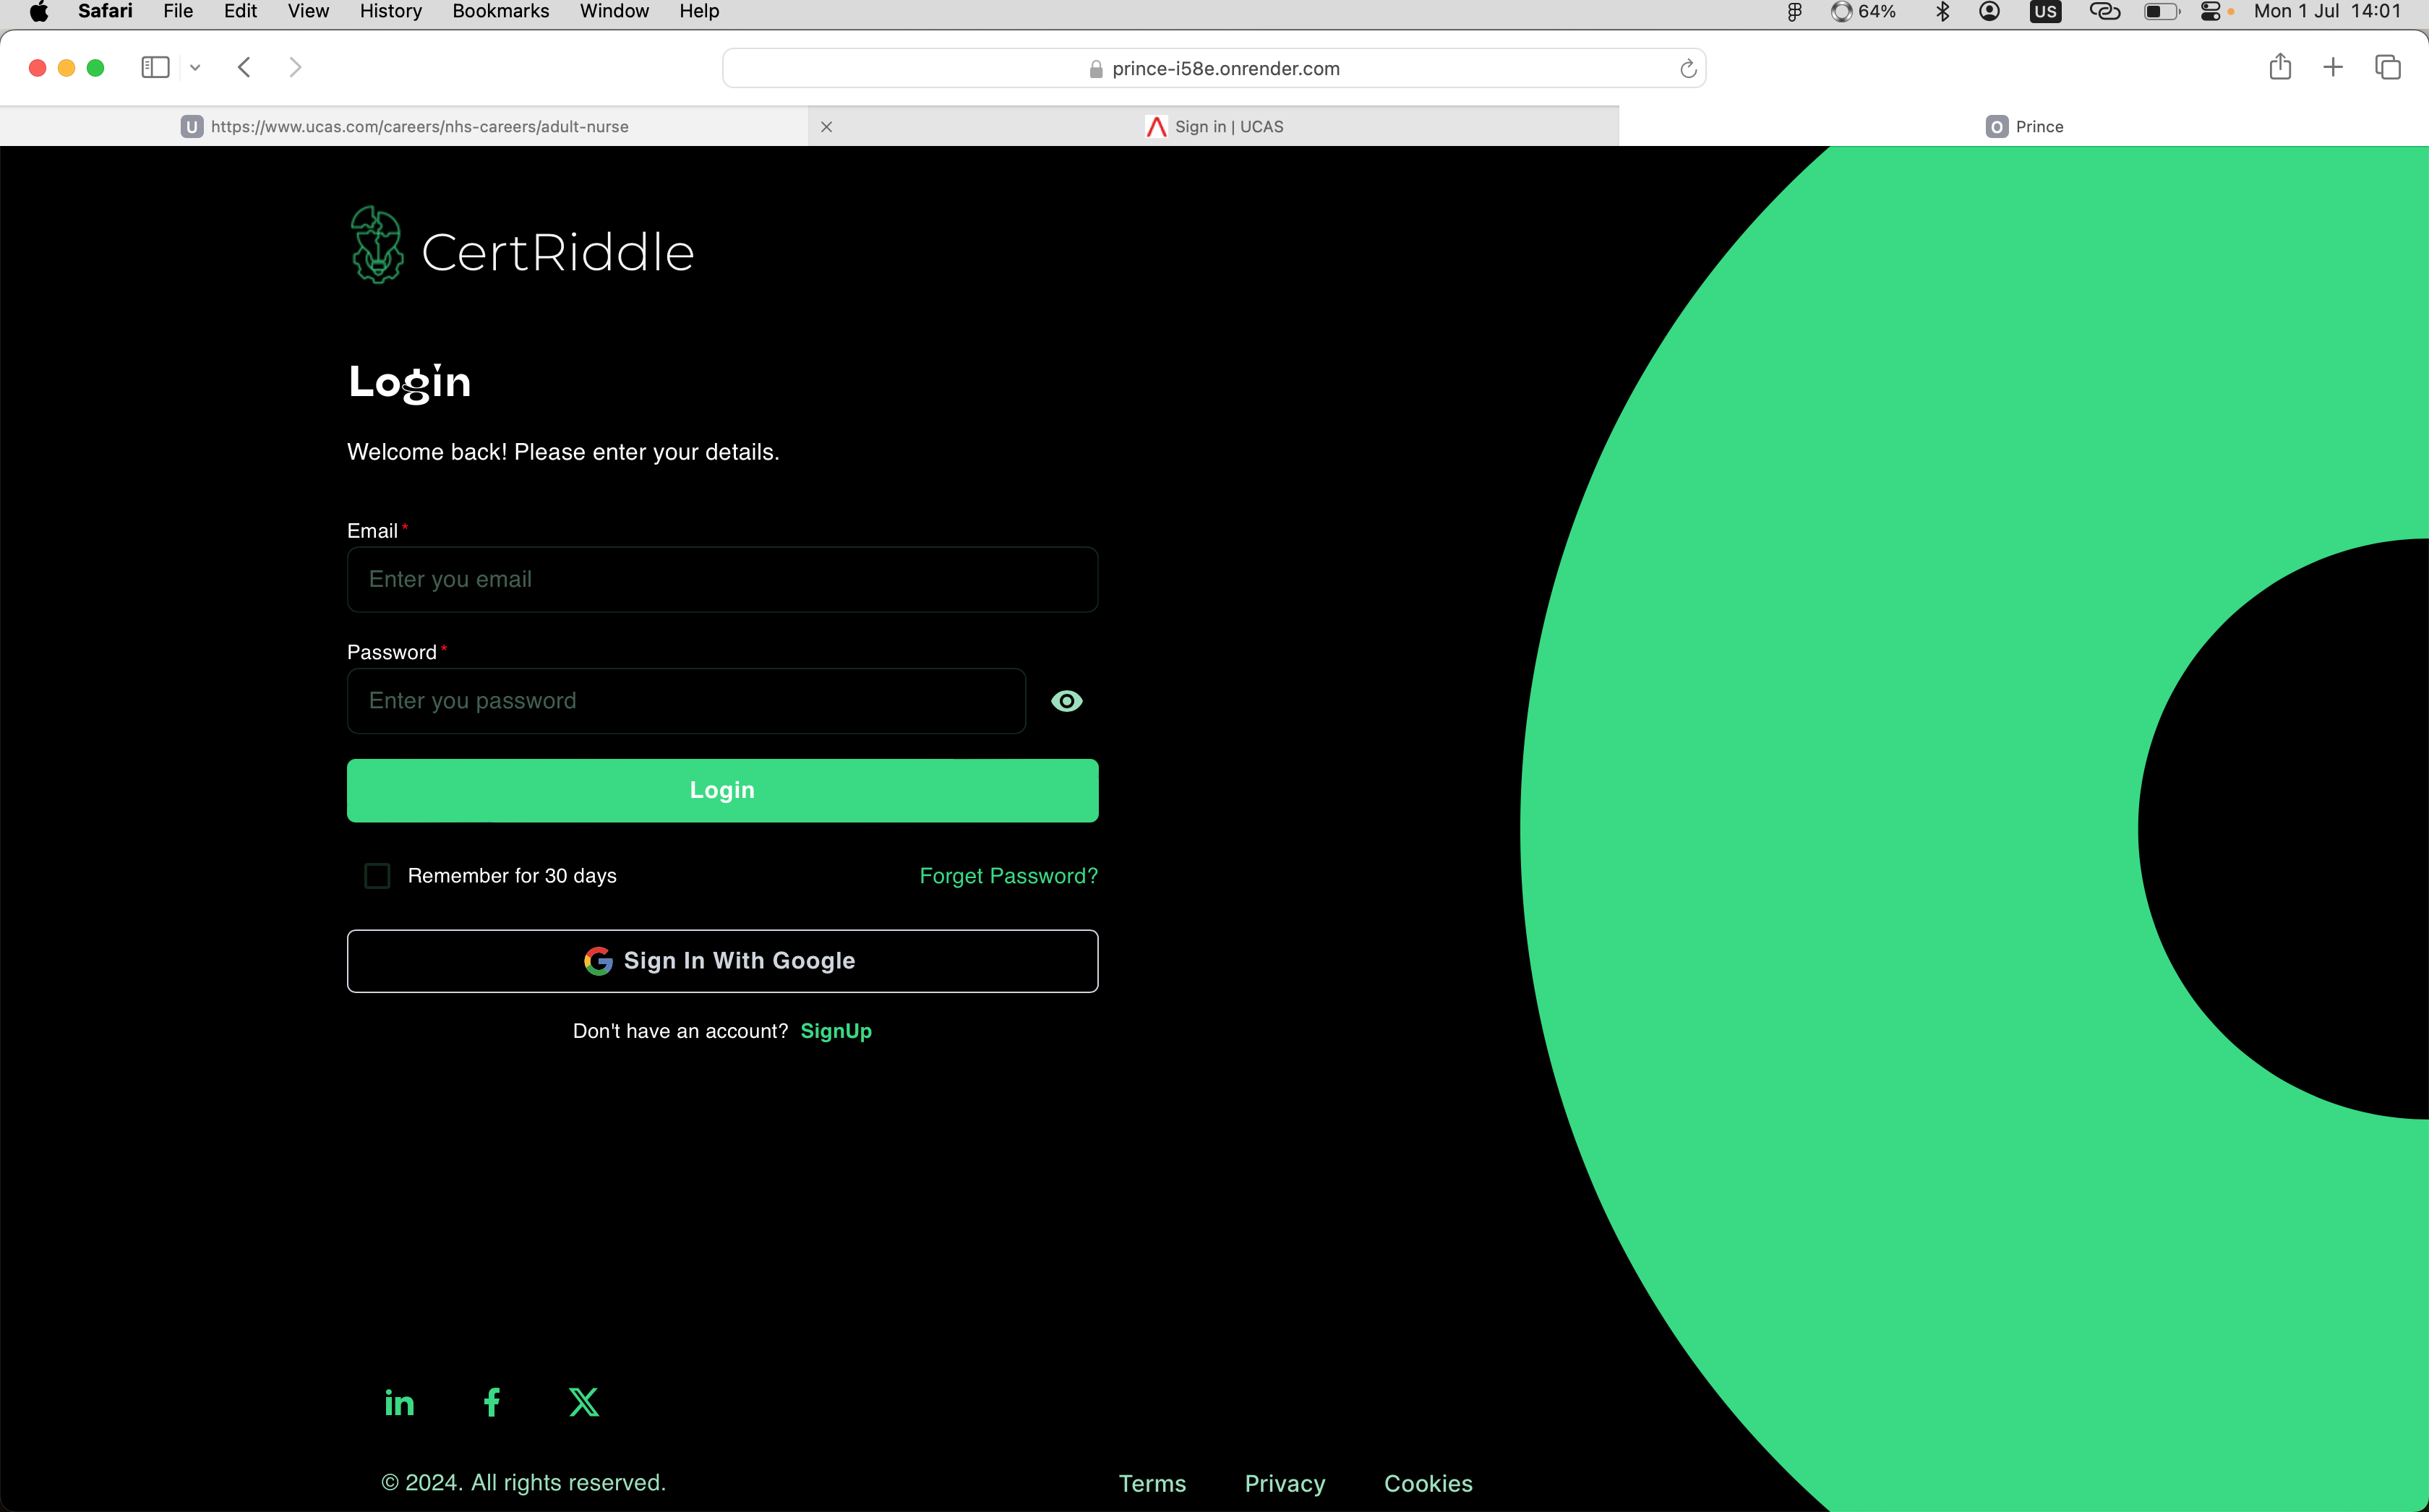 Safari File Edit View History Bookmarks Window Help 64% US Mon 1 Jul 14:01
prince-i58e.onrender.com
U https://www.ucas.com/careers/nhs-careers/adult-nurse Sign in | UCAS O Prince
CertRiddle
Login
Welcome back! Please enter your details.
Email *
Enter you email
Password *
Enter you password
Login
Remember for 30 days Forget Password?
Sign In With Google
Don't have an account? SignUp
in f X
© 2024. All rights reserved. Terms Privacy Cookies